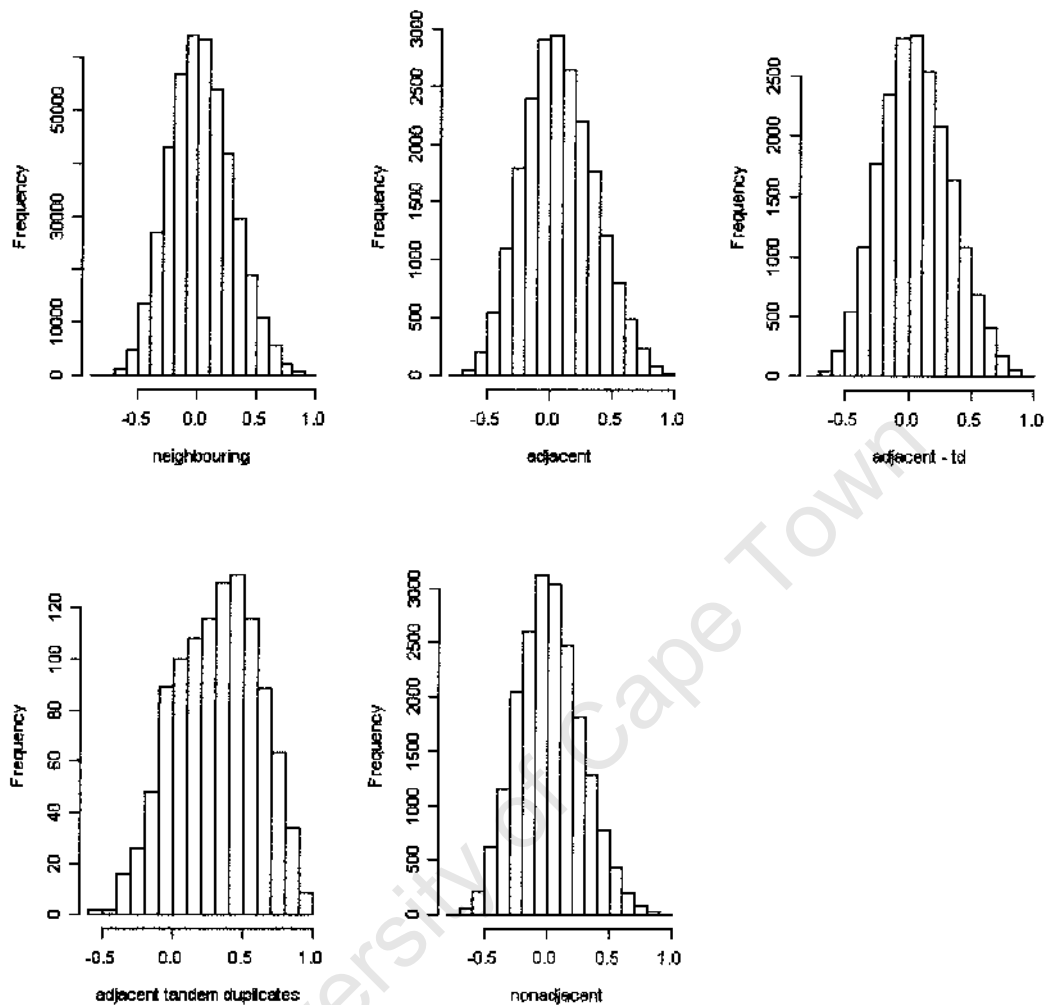 Frequency
0 10000 30000 50000
-0.5 0.0 0.5 1.0
neighbouring
Frequency
0 500 1000 1500 2000 2500 3000
-0.5 0.0 0.5 1.0
adjacent
Frequency
0 500 1000 1500 2000 2500
-0.5 0.0 0.5 1.0
adjacent - td
Frequency
0 20 40 60 80 100 120
-0.5 0.0 0.5 1.0
adjacent tandem duplicates
Frequency
0 500 1000 1500 2000 2500 3000
-0.5 0.0 0.5 1.0
nonadjacent
ersity of Cape Town